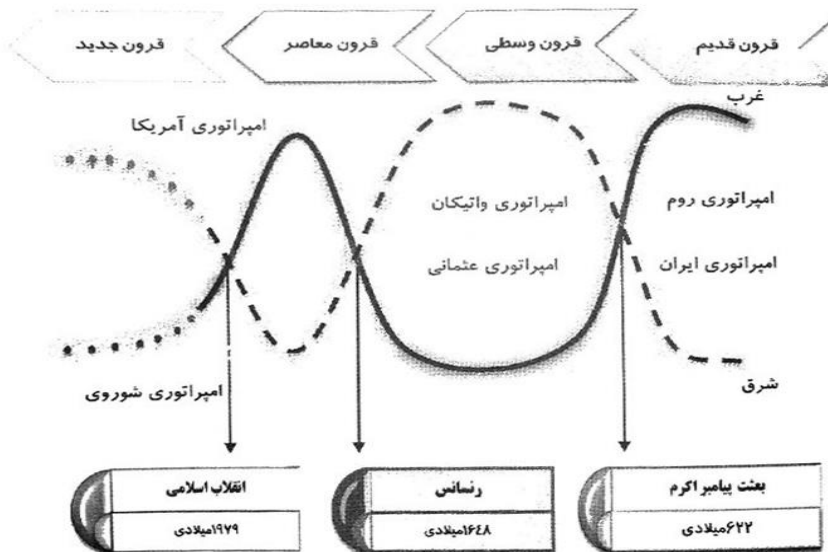 قرون قدیم
قرون وسطی
قرون معاصر
قرون جدید
غرب
امپراتوری آمریکا
امپراتوری روم
امپراتوری واتیکان
امپراتوری ایران
امپراتوری عثمانی
شرق
امپراتوری شوروی
بعثت پیامبر اکرم
۶۲۲میلادی
رنسانس
۱۶٤۸میلادی
انقلاب اسلامی
۱۹۷۹میلادی